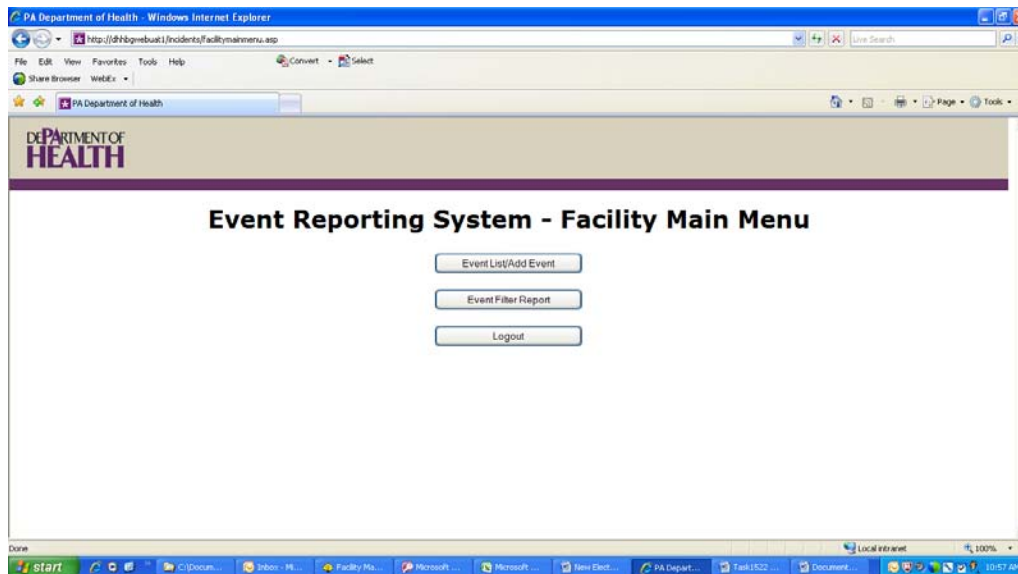 PA Department of Health - Windows Internet Explorer
http://dhhbgwebuat1/incidents/facilitymainmenu.asp
Live Search
File Edit View Favorites Tools Help
Convert
Select
Share Browser WebEx
PA Department of Health
Page
Tools
DEPARTMENT OF
HEALTH
Event Reporting System - Facility Main Menu
Event List/Add Event
Event Filter Report
Logout
Done
Local intranet
100%
start
C:\Docum...
Inbox - M...
Facility Ma...
Microsoft ...
Microsoft ...
New Elect...
PA Depart...
Task1522 ...
Document...
10:57 AM